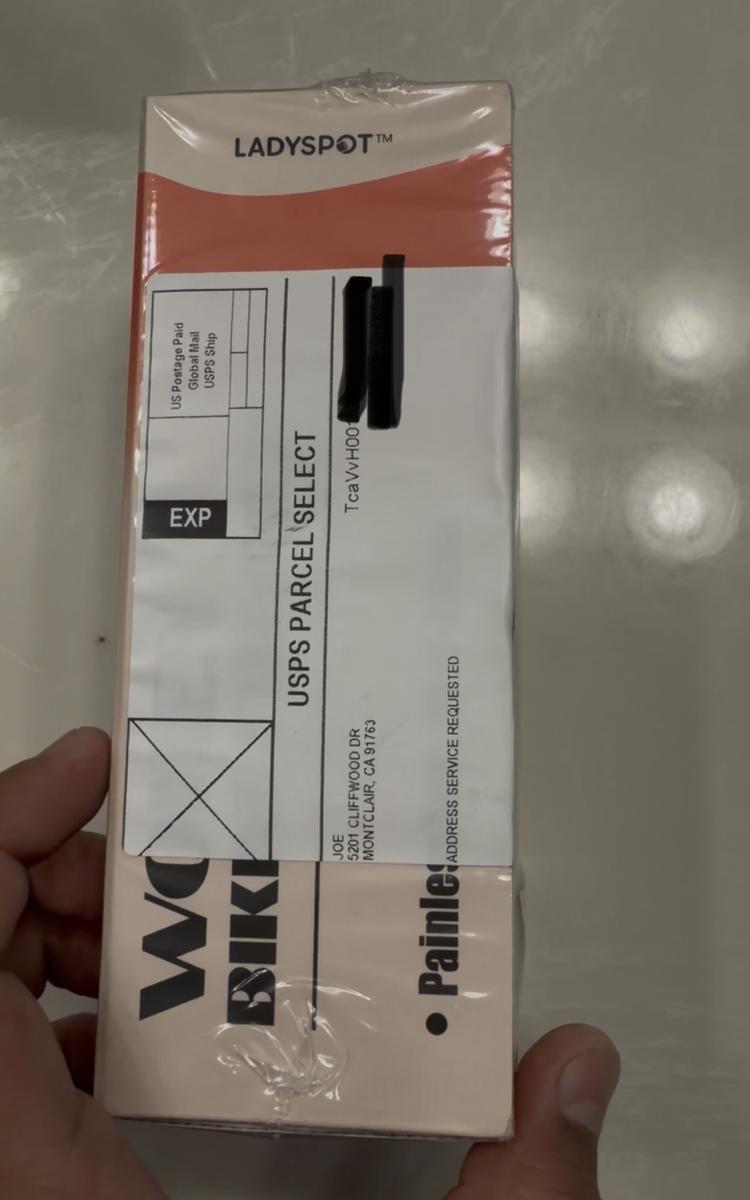 LADYSPOT™
US Postage Paid
Global Mail
USPS Ship
EXP
USPS PARCEL SELECT
TcaVvH001
JOE
5201 CLIFFWOOD DR
MONTCLAIR, CA 91763
ADDRESS SERVICE REQUESTED